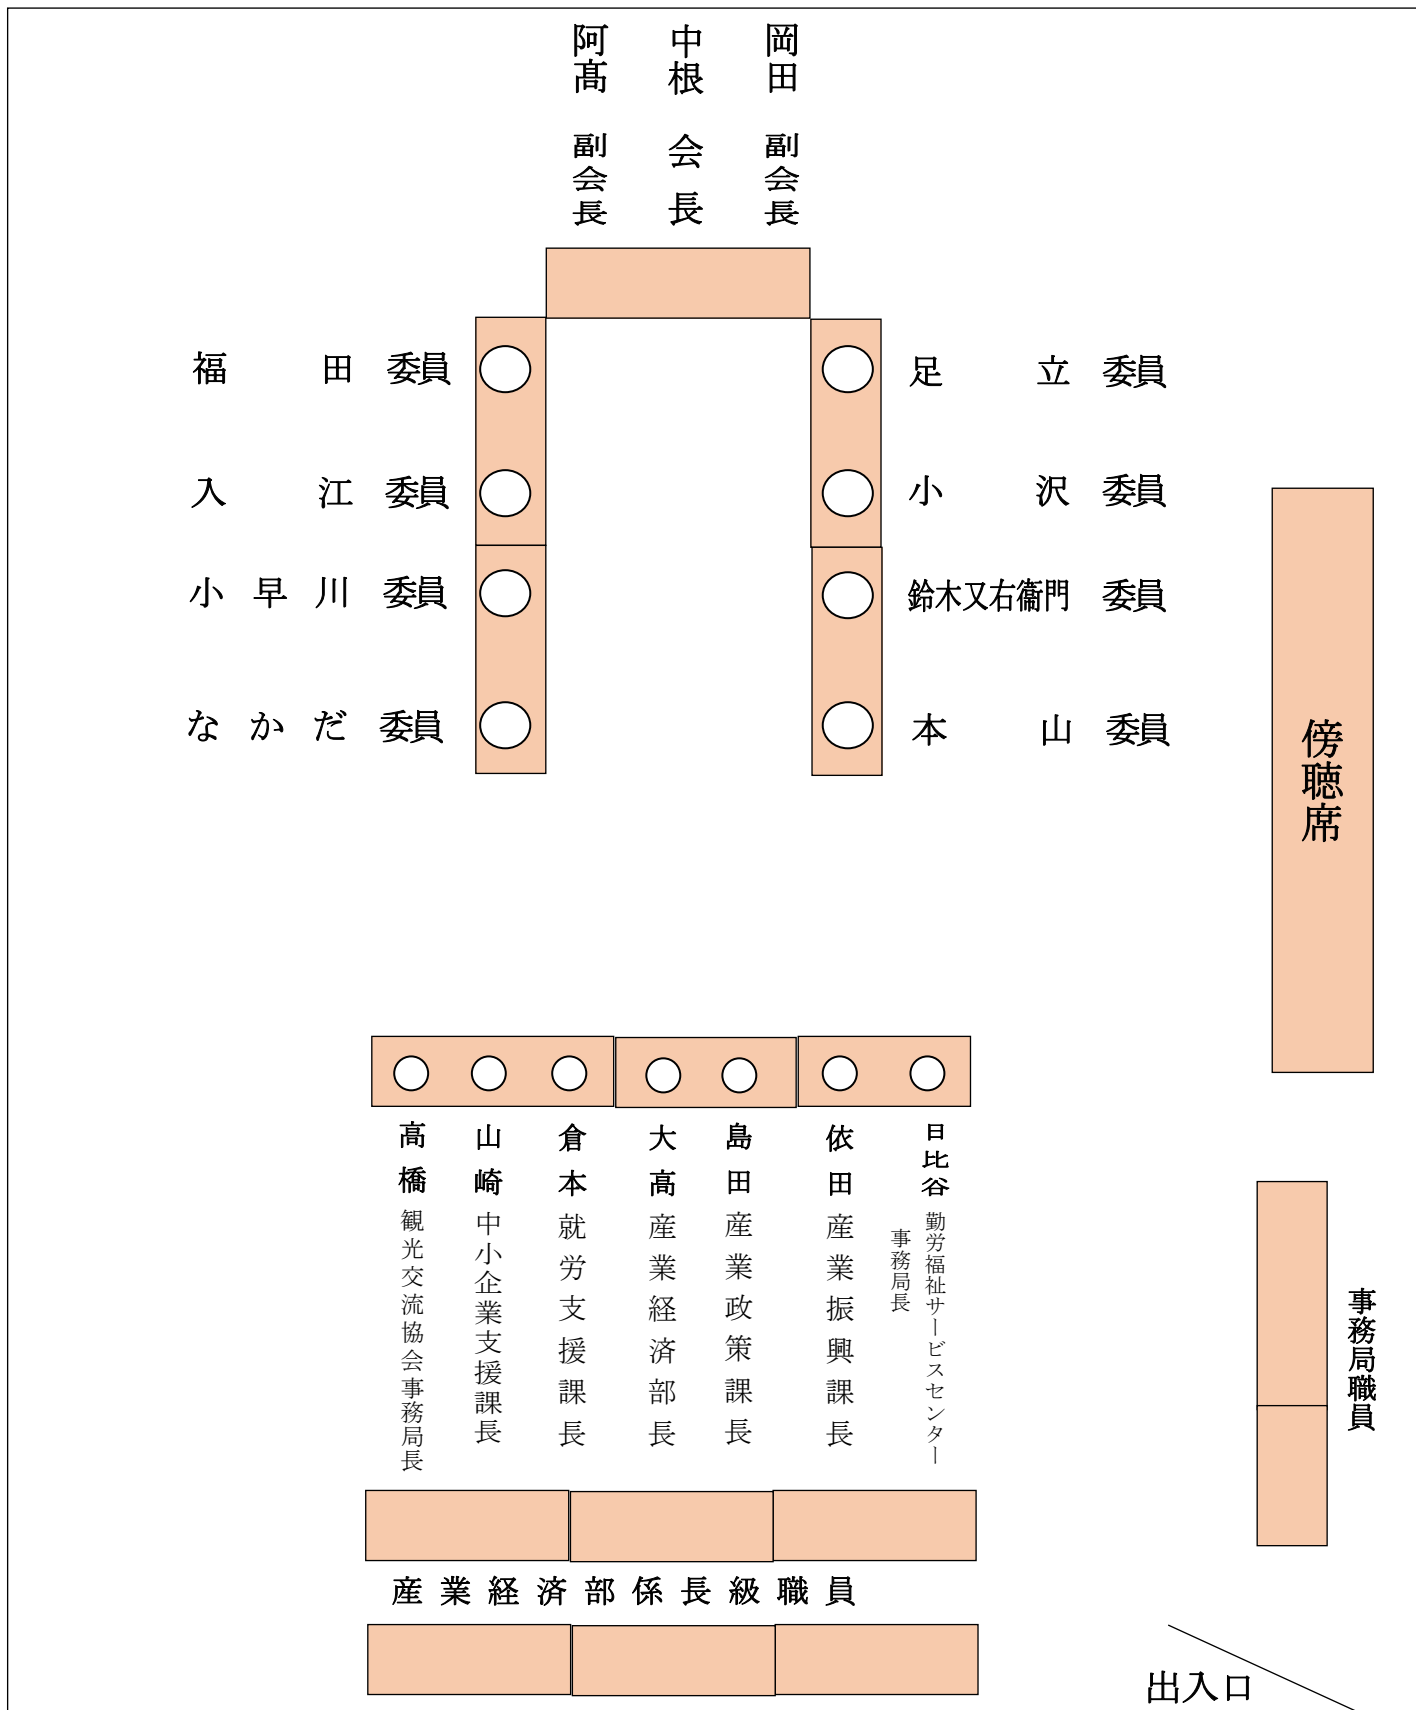 岡田 副会長
中根 会長
阿髙 副会長
福田 委員
足立 委員
入江 委員
小沢 委員
小早川 委員
鈴木又右衞門 委員
なかだ 委員
本山 委員
傍聴席
日比谷 勤労福祉サービスセンター
事務局長
依田 産業振興課長
島田 産業政策課長
大高 産業経済部長
倉本 就労支援課長
山崎 中小企業支援課長
高橋 観光交流協会事務局長
事務局職員
産業経済部係長級職員
出入口